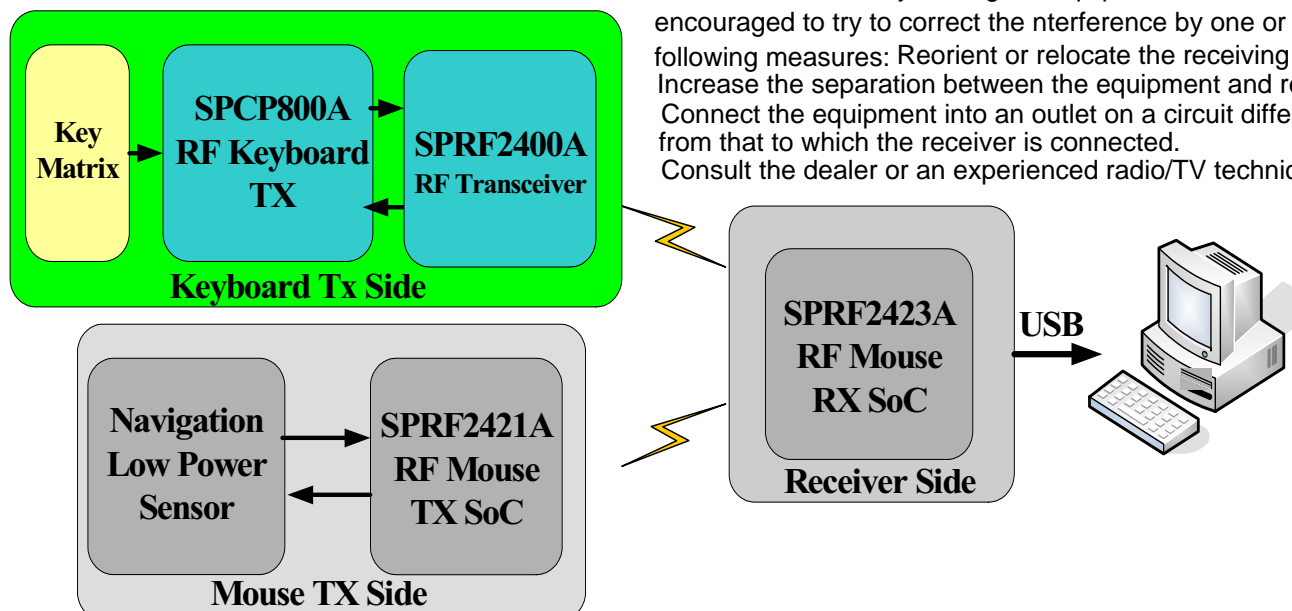 encouraged to try to correct the nterference by one or
following measures: Reorient or relocate the receiving
Increase the separation between the equipment and re
Connect the equipment into an outlet on a circuit diffe
from that to which the receiver is connected.
Consult the dealer or an experienced radio/TV technic
Key
Matrix
SPCP800A
RF Keyboard
TX
SPRF2400A
RF Transceiver
Keyboard Tx Side
Navigation
Low Power
Sensor
SPRF2421A
RF Mouse
TX SoC
Mouse TX Side
SPRF2423A
RF Mouse
RX SoC
Receiver Side
USB